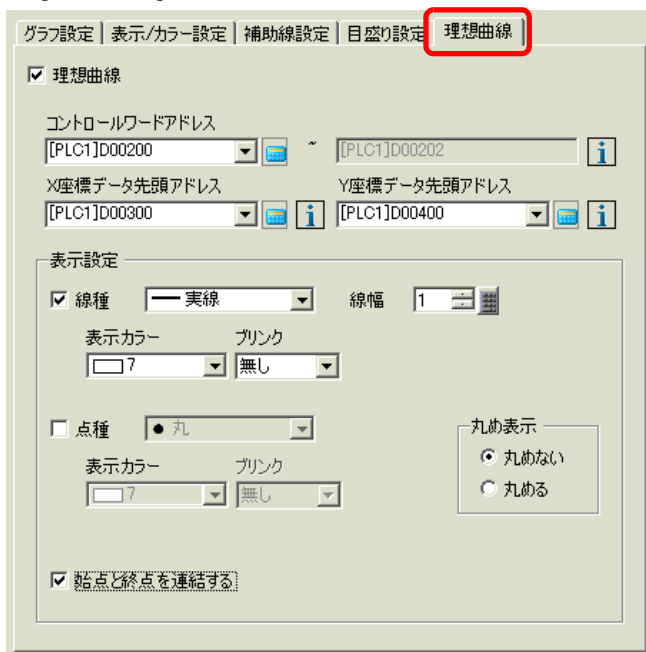 グラフ設定 表示/カラー設定 補助線設定 目盛り設定 理想曲線
理想曲線
コントロールワードアドレス
[PLC1]D00200 ~ [PLC1]D00202
X座標データ先頭アドレス Y座標データ先頭アドレス
[PLC1]D00300 [PLC1]D00400
表示設定
線種 実線 線幅 1
表示カラー ブリンク
7 無し
点種 丸 丸め表示
丸めない
表示カラー ブリンク
7 無し 丸める
始点と終点を連結する